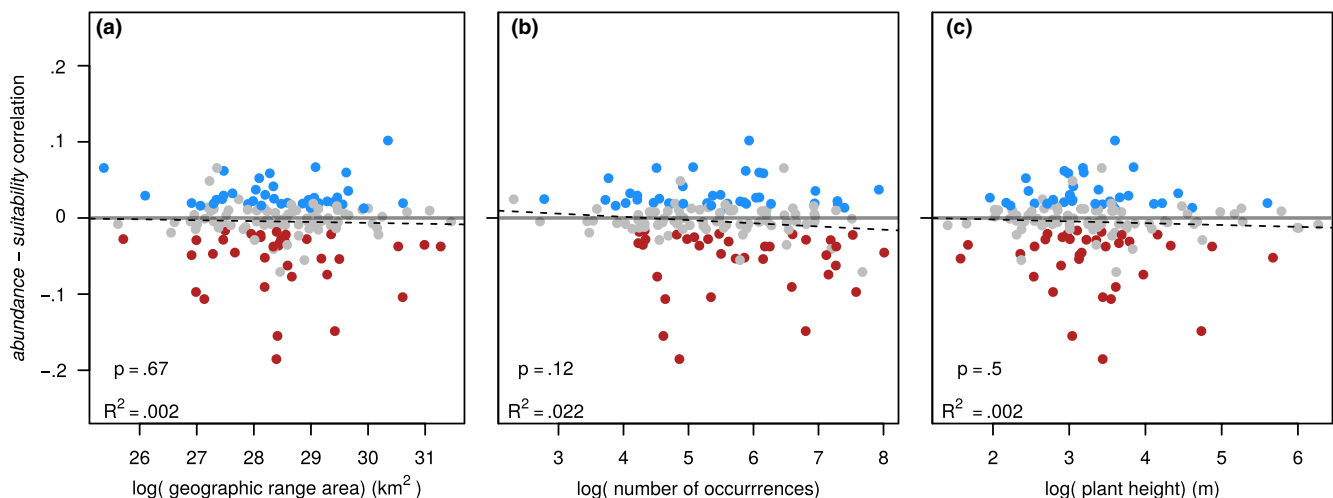 (a)
(b)
(c)
abundance − suitability correlation
.2
.1
0
−.1
−.2
p = .67
R² = .002
p = .12
R² = .022
p = .5
R² = .002
26 27 28 29 30 31
3 4 5 6 7 8
2 3 4 5 6
log( geographic range area) (km² )
log( number of occurrrences)
log( plant height) (m)